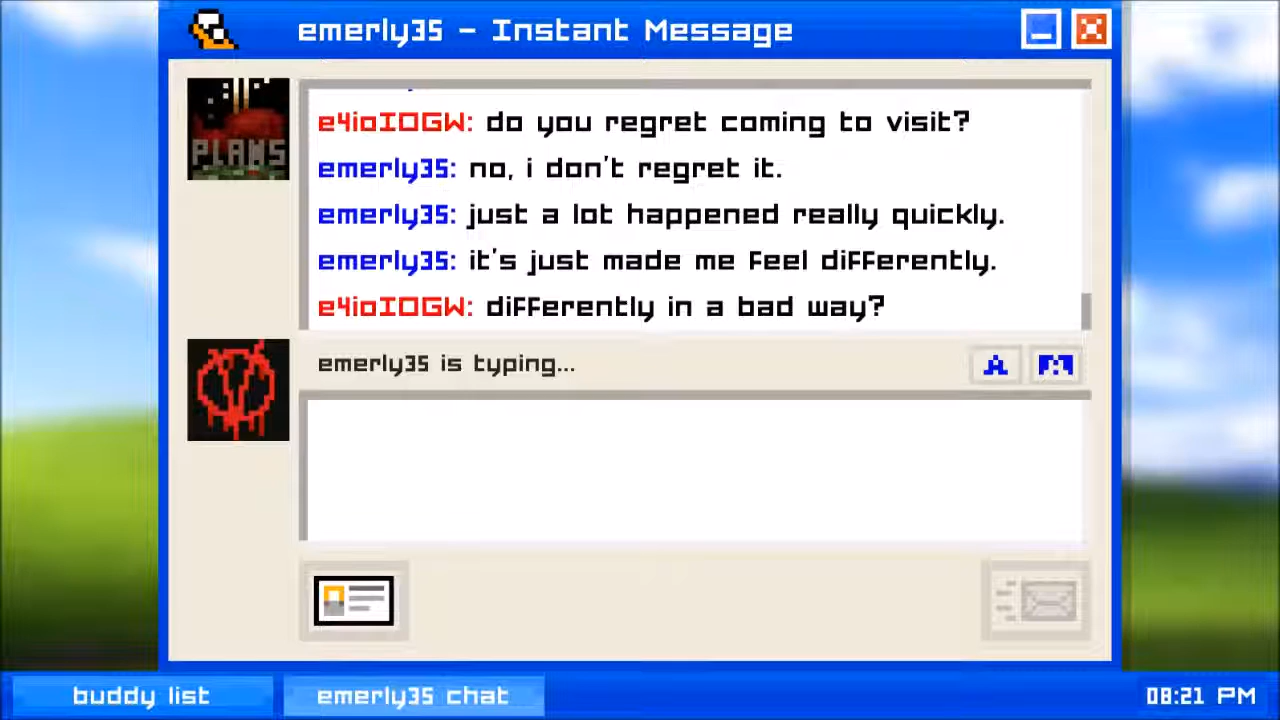 emerly35 - Instant Message
PLANS
e4ioIOGW: do you regret coming to visit?
emerly35: no, i don't regret it.
emerly35: just a lot happened really quickly.
emerly35: it's just made me feel differently.
e4ioIOGW: differently in a bad way?
emerly35 is typing...
A
buddy list
emerly35 chat
08:21 PM